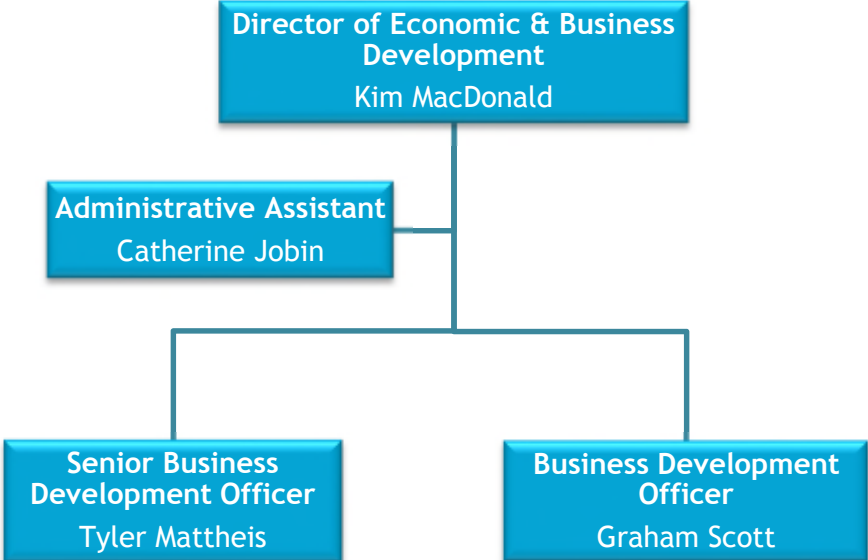 Director of Economic & Business
Development
Kim MacDonald
Administrative Assistant
Catherine Jobin
Senior Business
Development Officer
Tyler Mattheis
Business Development
Officer
Graham Scott